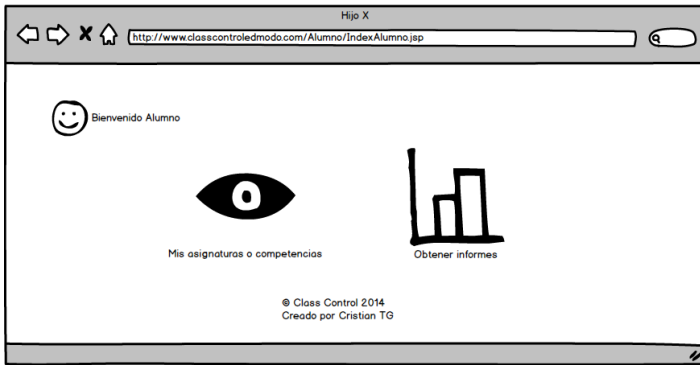 Hijo X
http://www.classcontroledmodo.com/Alumno/IndexAlumno.jsp
Bienvenido Alumno
Mis asignaturas o competencias
Obtener informes
© Class Control 2014
Creado por Cristian TG